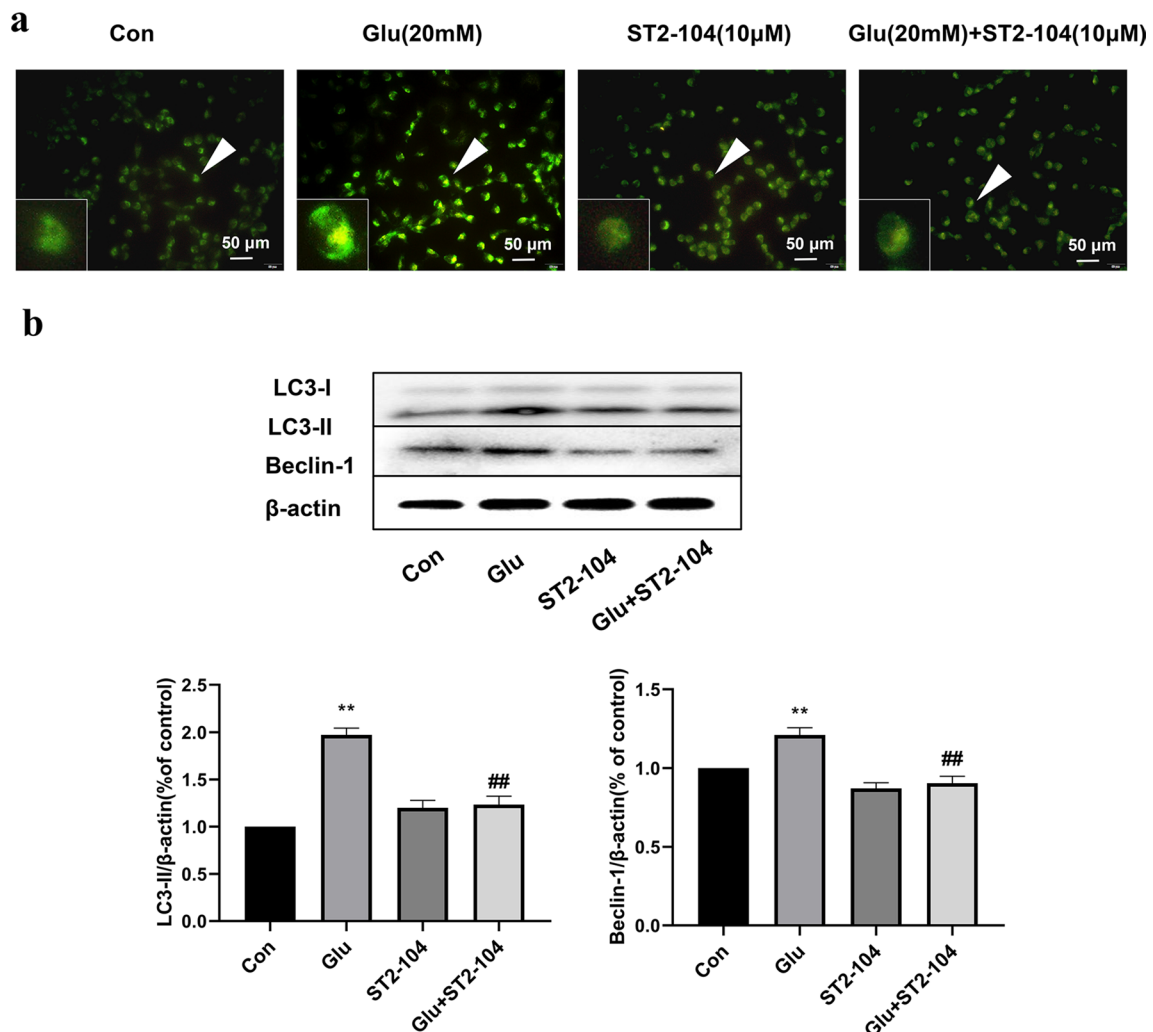 a
Con
Glu(20mM)
ST2-104(10μM)
Glu(20mM)+ST2-104(10μM)
50 μm
50 μm
50 μm
50 μm
b
LC3-I
LC3-II
Beclin-1
β-actin
Con
Glu
ST2-104
Glu+ST2-104
LC3-II/β-actin(%of control)
2.5
2.0
1.5
1.0
0.5
0.0
**
##
Con
Glu
ST2-104
Glu+ST2-104
Beclin-1/β-actin(% of control)
1.5
1.0
0.5
0.0
**
##
Con
Glu
ST2-104
Glu+ST2-104